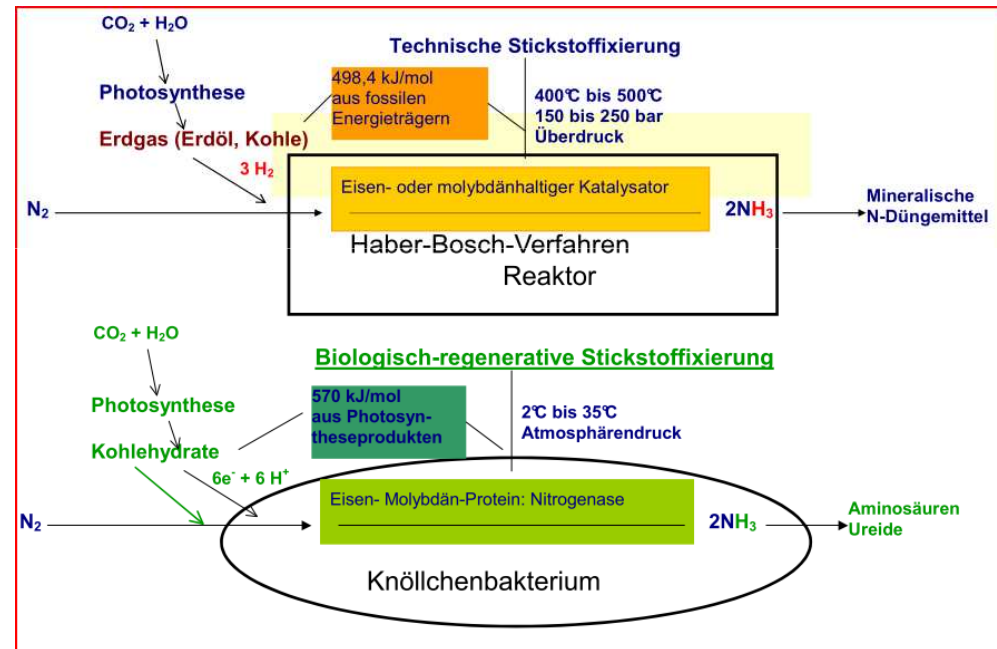 CO₂ + H₂O
Technische Stickstoffixierung
Photosynthese
498,4 kJ/mol
aus fossilen
Energieträgern
400°C bis 500°C
150 bis 250 bar
Überdruck
Erdgas (Erdöl, Kohle)
3 H₂
Eisen- oder molybdänhaltiger Katalysator
N₂
2NH₃
Mineralische
N-Düngemittel
Haber-Bosch-Verfahren
Reaktor
CO₂ + H₂O
Biologisch-regenerative Stickstoffixierung
Photosynthese
570 kJ/mol
aus Photosyn-
theseprodukten
2°C bis 35°C
Atmosphärendruck
Kohlehydrate
6e⁻ + 6 H⁺
Eisen- Molybdän-Protein: Nitrogenase
N₂
2NH₃
Aminosäuren
Ureide
Knöllchenbakterium